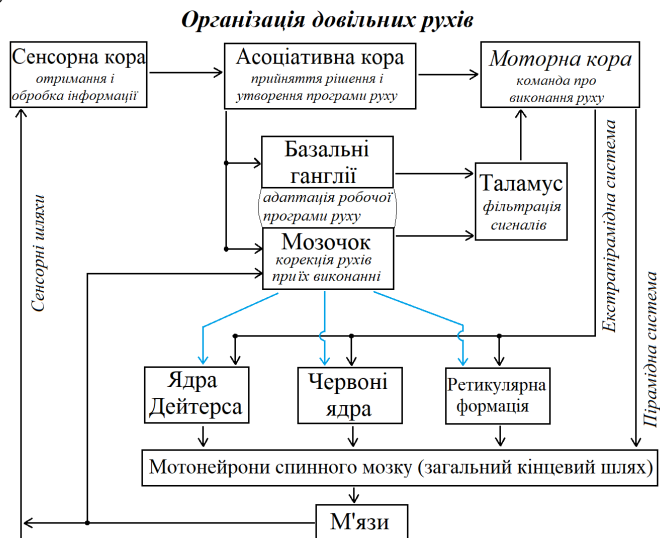 Організація довільних рухів
Сенсорна кора
отримання і
обробка інформації
Асоціативна кора
прийняття рішення і
утворення програми руху
Моторна кора
команда про
виконання руху
Базальні
ганглії
адаптація робочої
програми руху
Мозочок
корекція рухів
при їх виконанні
Таламус
фільтрація
сигналів
Сенсорні шляхи
Екстрапірамідна система
Пірамідна система
Ядра
Дейтерса
Червоні
ядра
Ретикулярна
формація
Мотонейрони спинного мозку (загальний кінцевий шлях)
М'язи